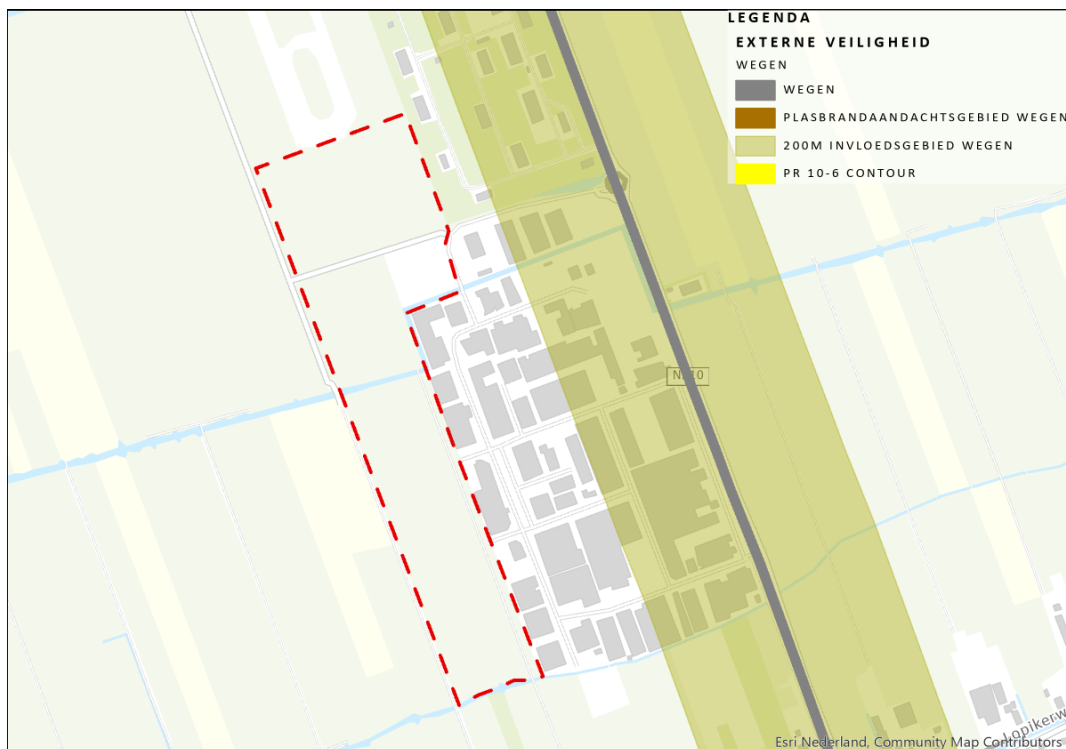 LEGENDA
EXTERNE VEILIGHEID
WEGEN
WEGEN
PLASBRANDAANDACHTSGEBIED WEGEN
200M INVLOEDSGEBIED WEGEN
PR 10-6 CONTOUR
Esri Nederland, Community Map Contributors